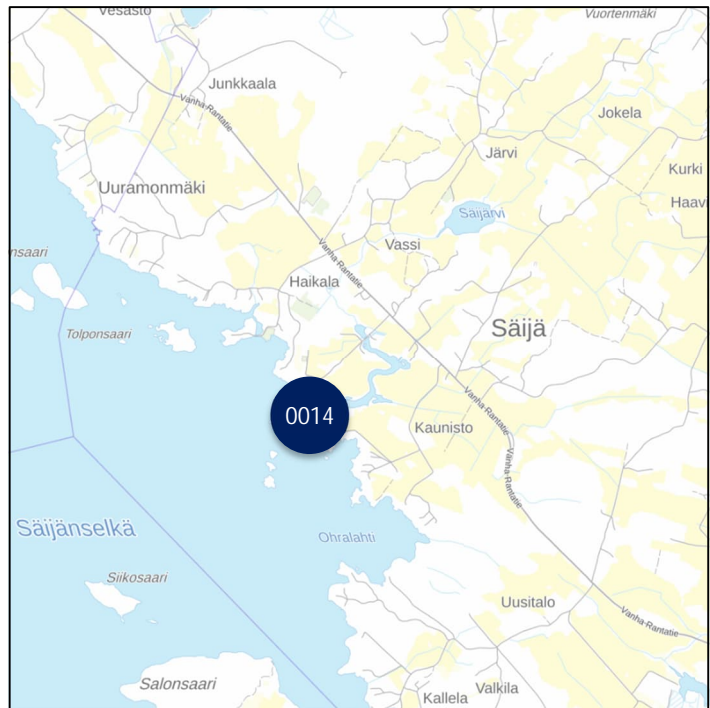 Vesasto
Vuortenmäki
Junkkaala
Vanha-Rantatie
Jokela
Järvi
Kurki
Uuramonmäki
Haavi
Säijärvi
nsaari
Vassi
Vanha-Rantatie
Haikala
Tolponsaari
Säijä
0014
Vanha-Rantatie
Kaunisto
Vanha-Rantatie
Säijänselkä
Ohralahti
Siikosaari
Uusitalo
Vanha-Rantatie
Salonsaari
Valkila
Kallela